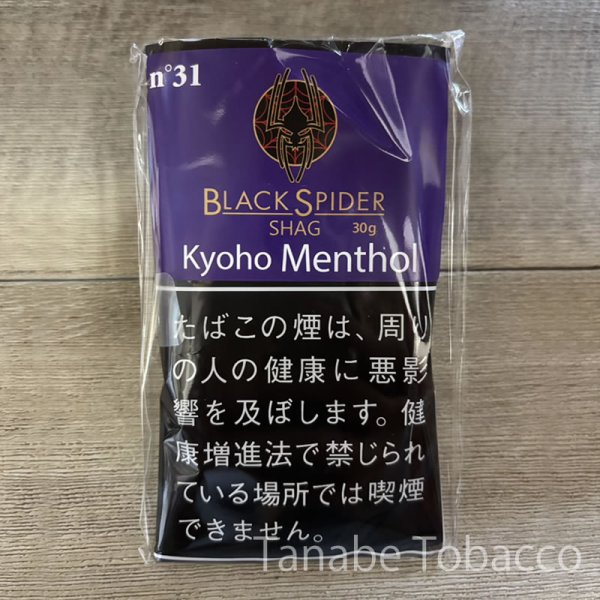 n°31
BLACK SPIDER
SHAG 30g
Kyoho Menthol
たばこの煙は、周り
の人の健康に悪影
響を及ぼします。健
康増進法で禁じられ
ている場所では喫煙
できません。
Tanabe Tobacco